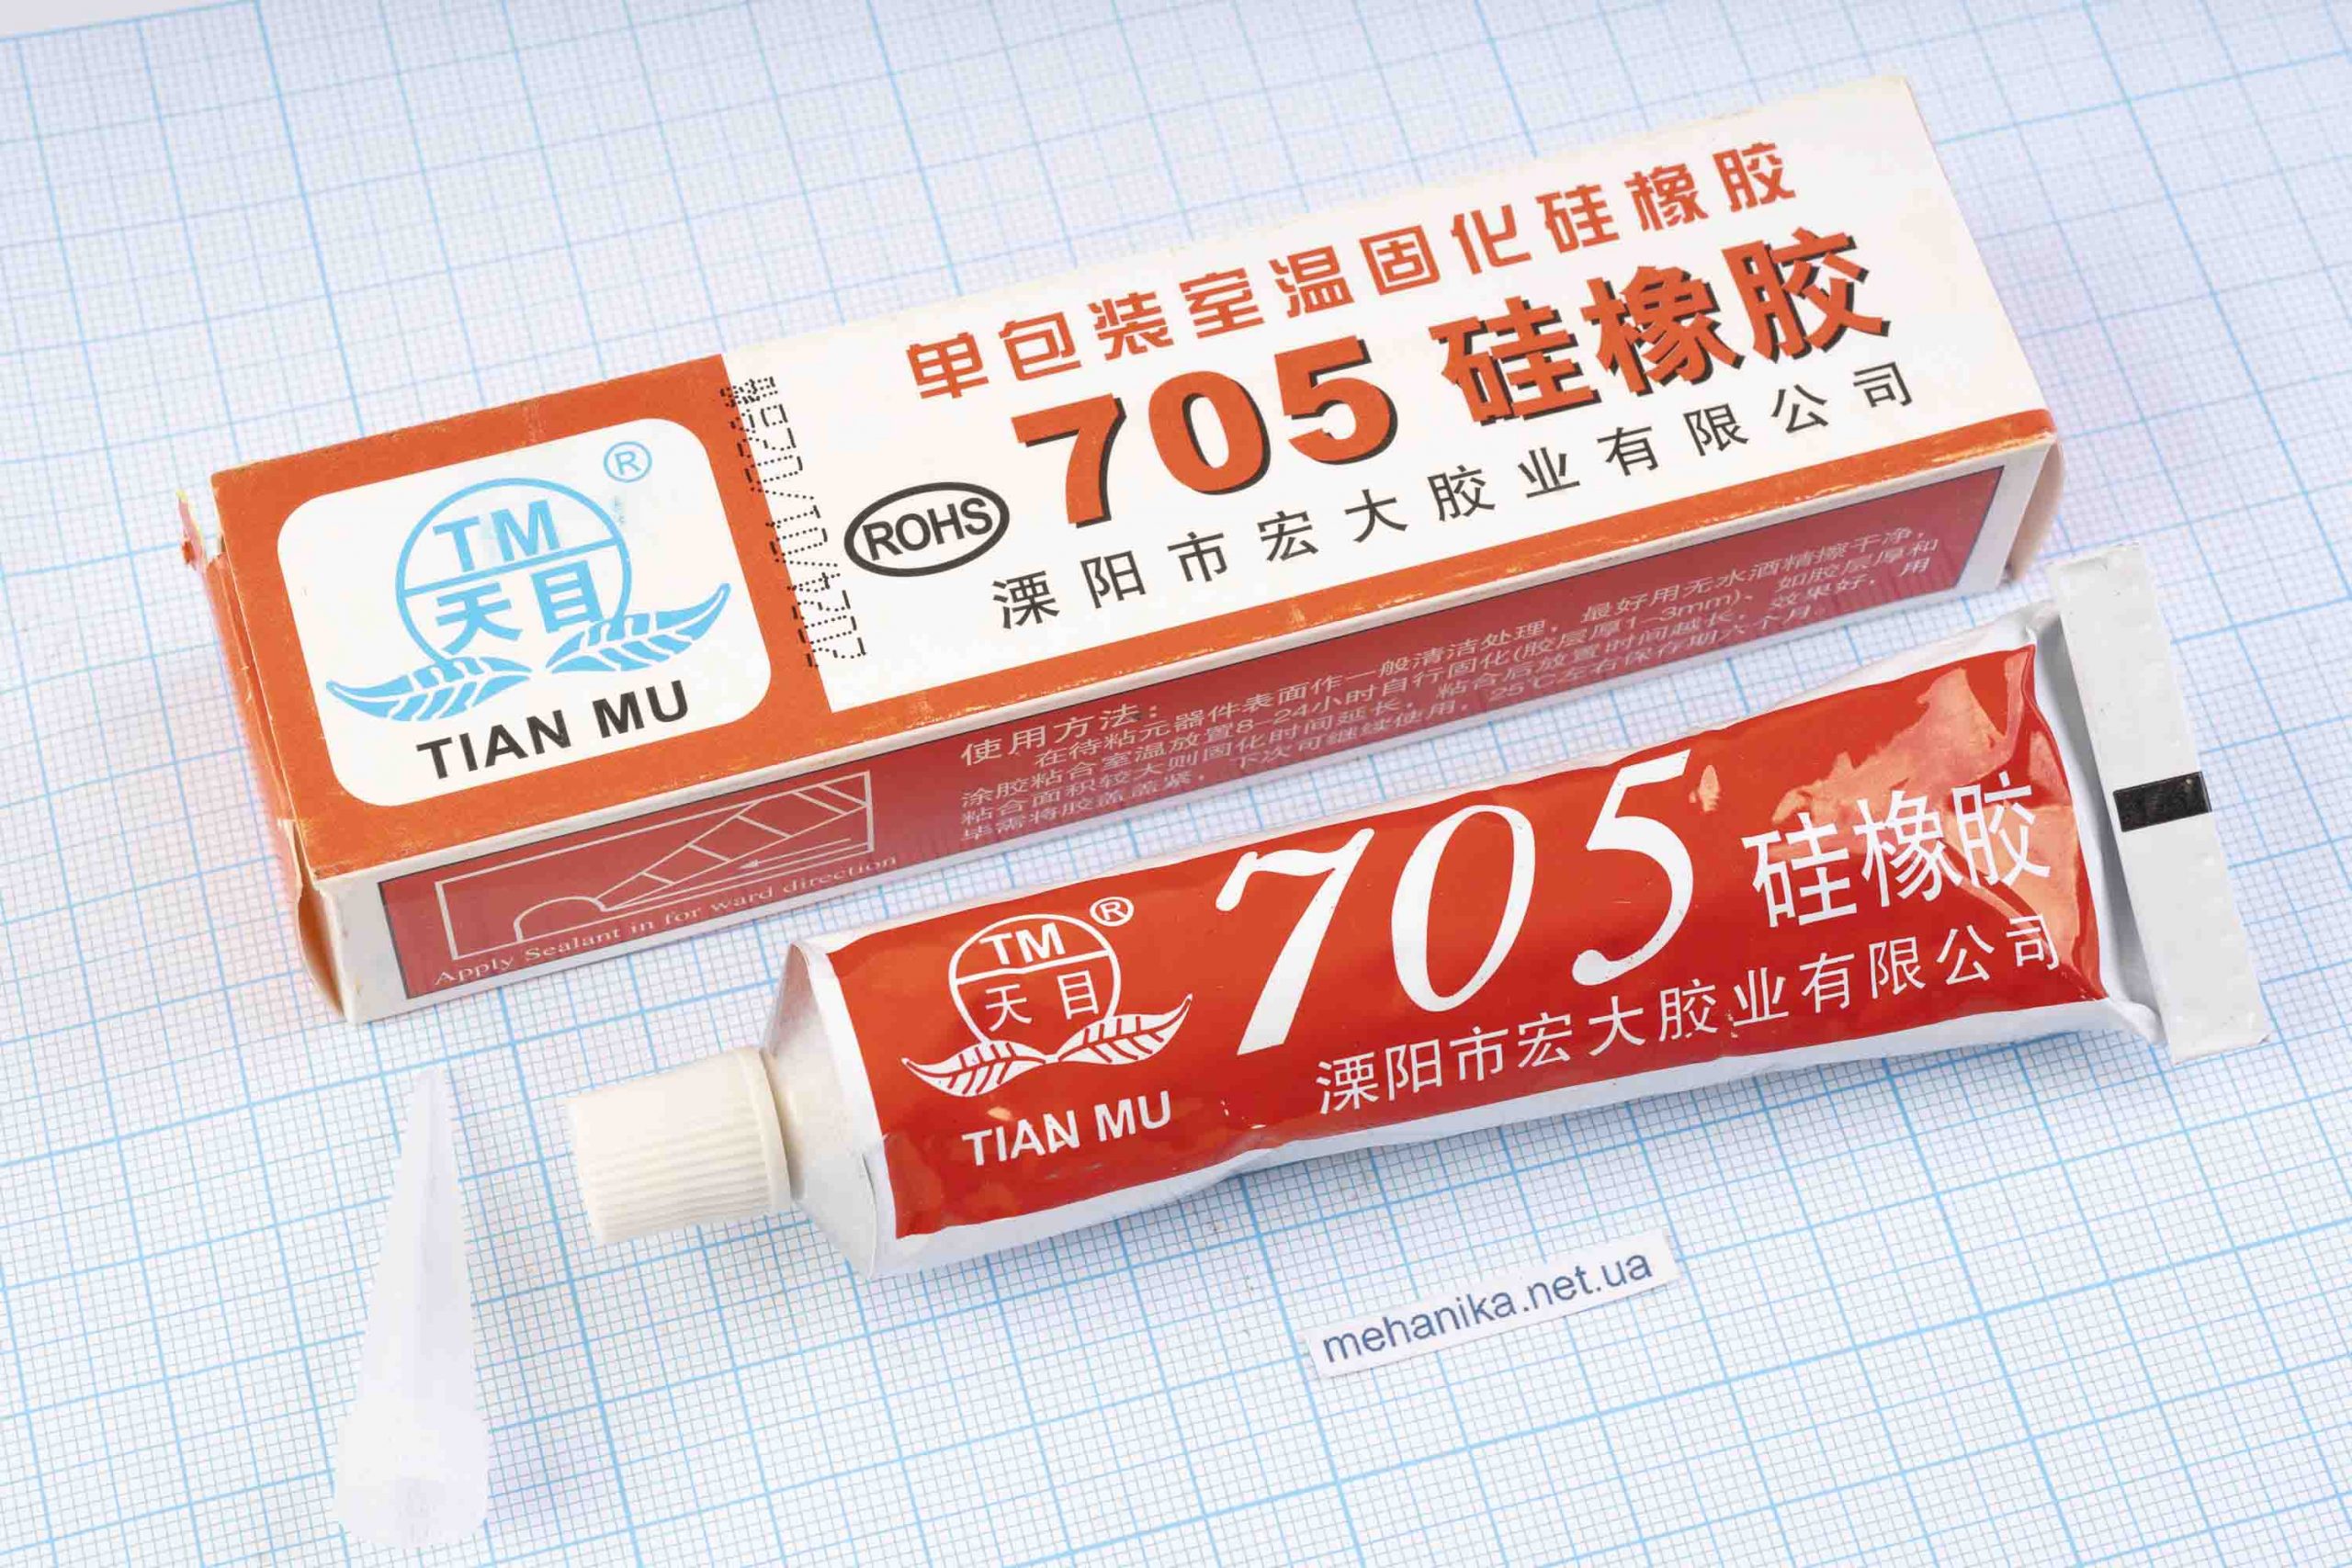 单包装室温固化硅橡胶
705 硅橡胶
ROHS
溧阳市宏大胶业有限公司
®
TM
天目
TIAN MU
使用方法:
在待粘元器件表面作一般清洁处理,最好用无水酒精擦干净,
涂胶粘合室温放置8-24小时自行固化(胶层厚1-3mm)、如胶层厚和
粘合面积较大则固化时间延长,粘合后放置时间越长,效果好,用
毕需将胶盖盖紧,下次可继续使用,25℃左右保存期六个月。
Apply Sealant in for ward direction
®
TM
天目
TIAN MU
705 硅橡胶
溧阳市宏大胶业有限公司
mehanika.net.ua